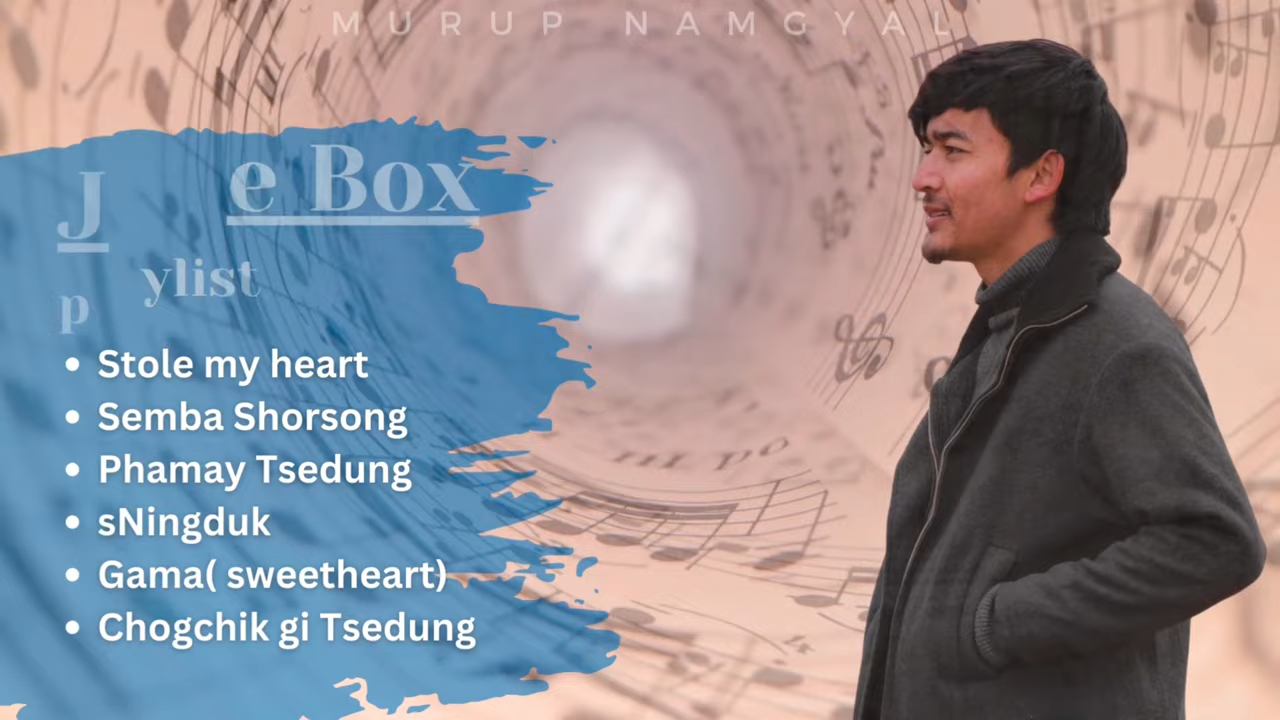 MURUP NAMGYAL
J e Box
p ylist
• Stole my heart
• Semba Shorsong
• Phamay Tsedung
• sNingduk
• Gama( sweetheart)
• Chogchik gi Tsedung